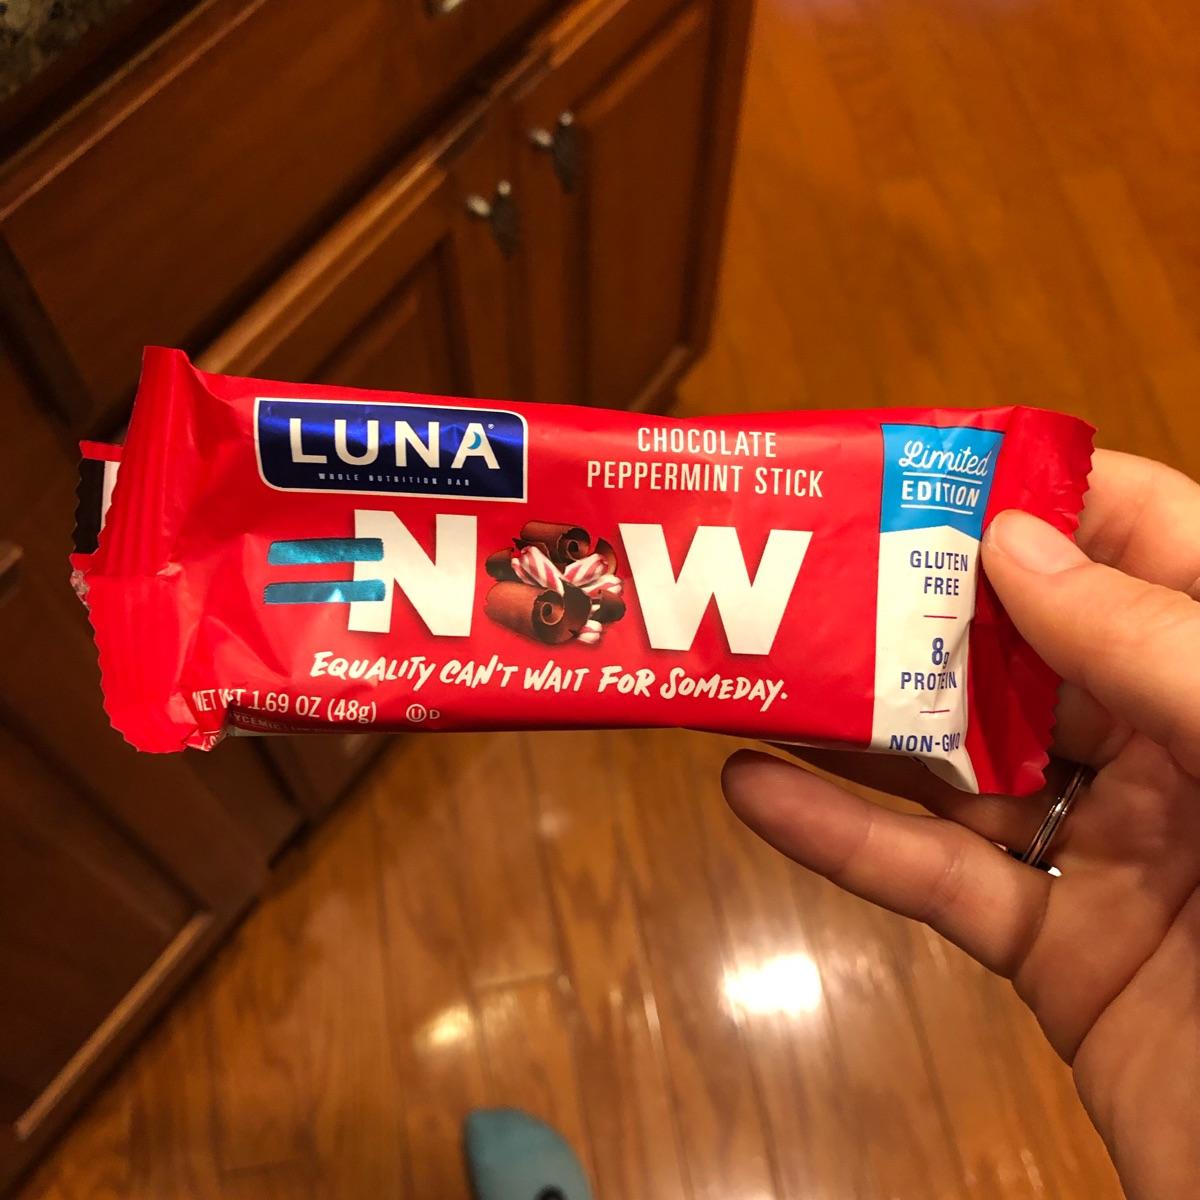 LUNA®
WHOLE NUTRITION BAR
CHOCOLATE
PEPPERMINT STICK
=NOW
EQUALITY CAN'T WAIT FOR SOMEDAY.
NET WT 1.69 OZ (48g) U D
Limited
EDITION
GLUTEN
FREE
8g
PROTEIN
NON-GMO